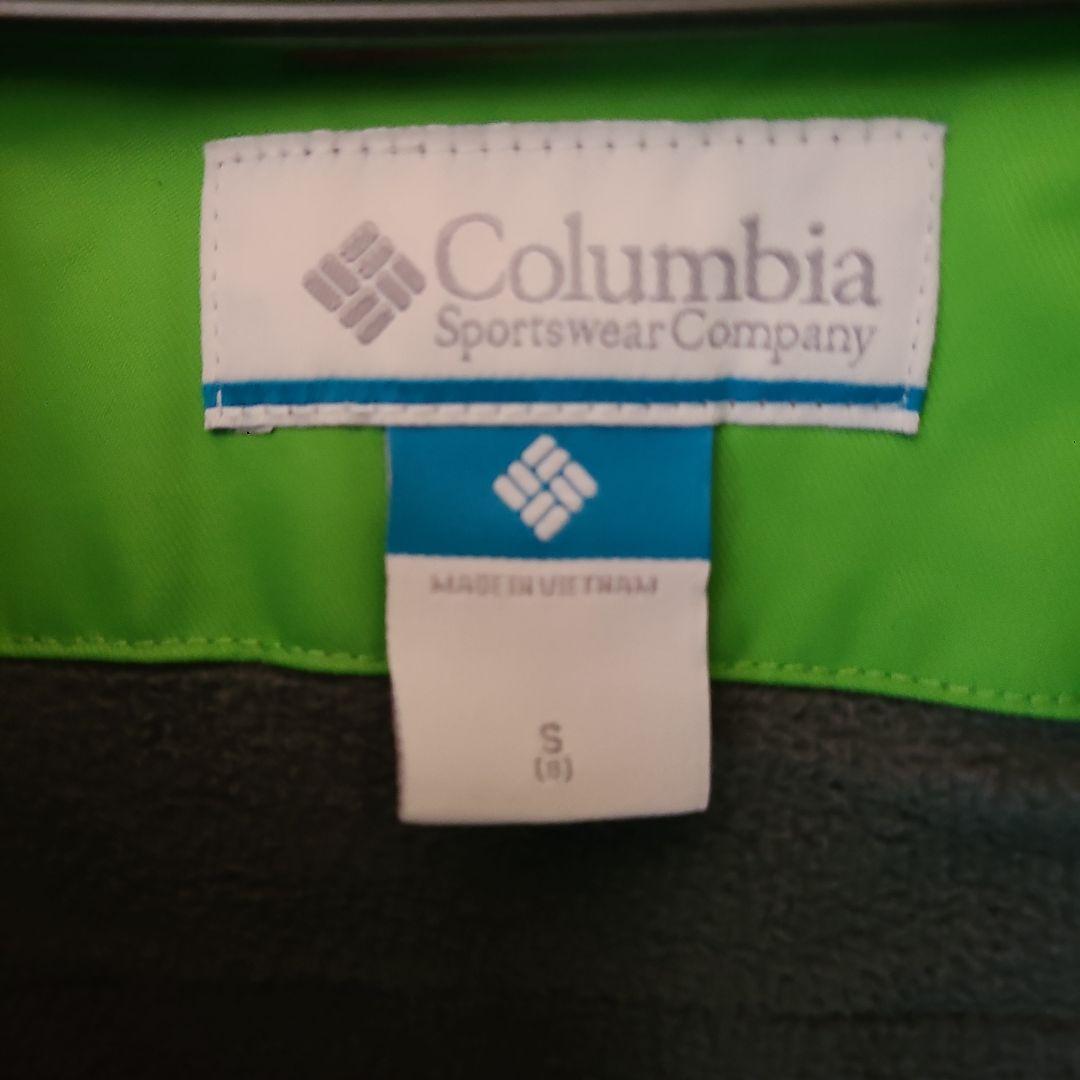 Columbia
Sportswear Company
MADE IN VIETNAM
S
(8)